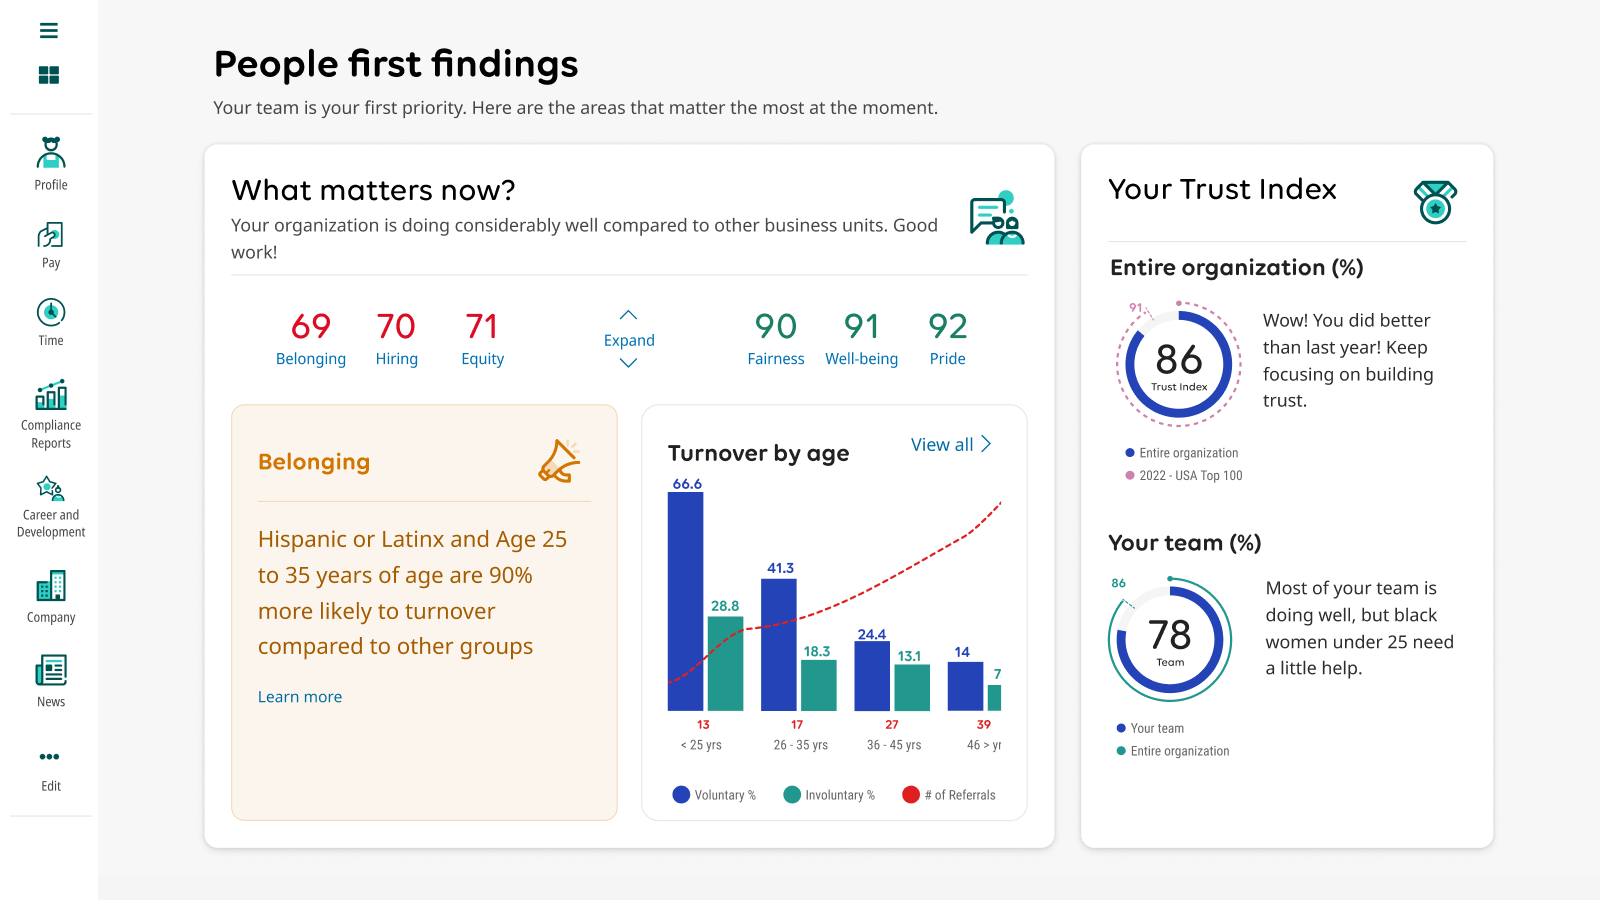 People first findings
Your team is your first priority. Here are the areas that matter the most at the moment.
Profile
Pay
Time
Compliance
Reports
Career and
Development
Company
News
Edit
What matters now?
Your organization is doing considerably well compared to other business units. Good
work!
69 70 71
Belonging Hiring Equity
Expand
90 91 92
Fairness Well-being Pride
Belonging
Hispanic or Latinx and Age 25
to 35 years of age are 90%
more likely to turnover
compared to other groups
Learn more
Turnover by age
View all
66.6
28.8
41.3
18.3
24.4
13.1
14
7
13 17 27 39
< 25 yrs 26 - 35 yrs 36 - 45 yrs 46 > yr
Voluntary % Involuntary % # of Referrals
Your Trust Index
Entire organization (%)
91
86
Trust Index
Wow! You did better
than last year! Keep
focusing on building
trust.
Entire organization
2022 - USA Top 100
Your team (%)
86
78
Team
Most of your team is
doing well, but black
women under 25 need
a little help.
Your team
Entire organization